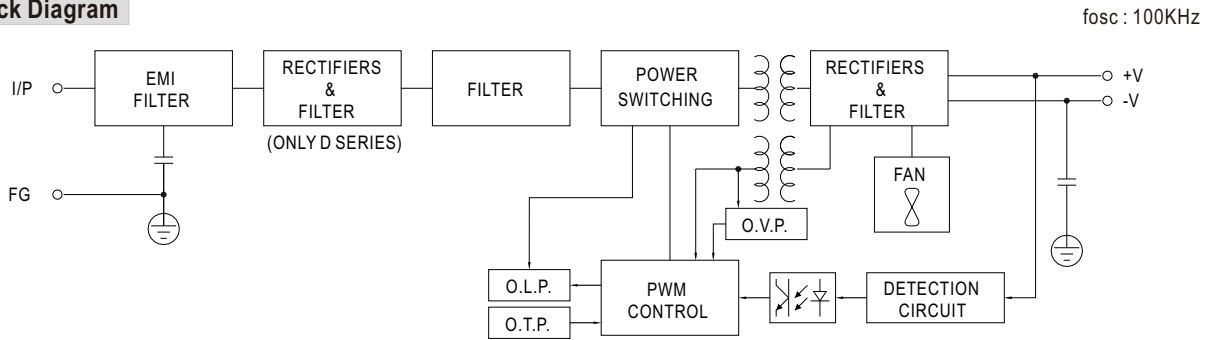 ck Diagram
fosc : 100KHz
I/P
EMI
FILTER
RECTIFIERS
&
FILTER
(ONLY D SERIES)
FILTER
POWER
SWITCHING
RECTIFIERS
&
FILTER
+V
-V
FG
FAN
O.V.P.
O.L.P.
O.T.P.
PWM
CONTROL
DETECTION
CIRCUIT